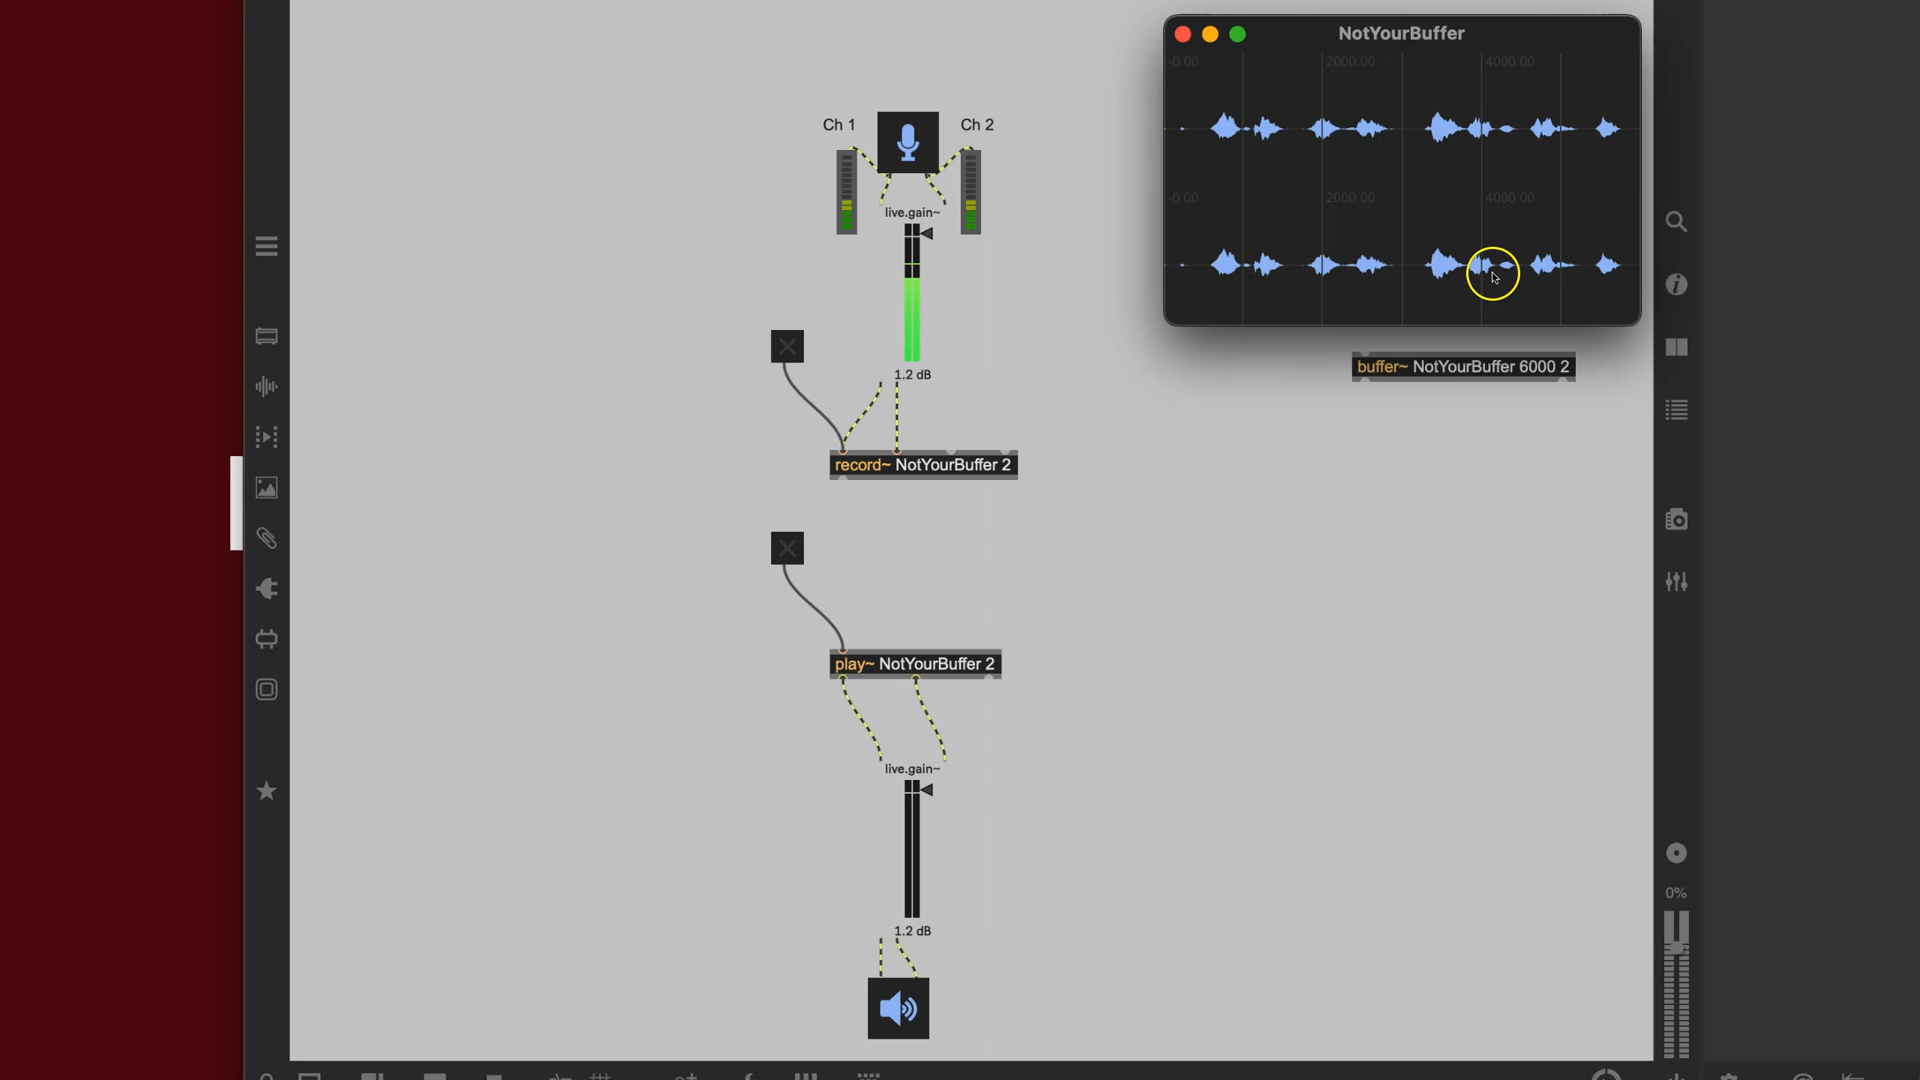 NotYourBuffer
-0.00 2000.00 4000.00
-0.00 2000.00 4000.00
Ch 1 Ch 2
live.gain~
1.2 dB
buffer~ NotYourBuffer 6000 2
record~ NotYourBuffer 2
play~ NotYourBuffer 2
live.gain~
1.2 dB
0%